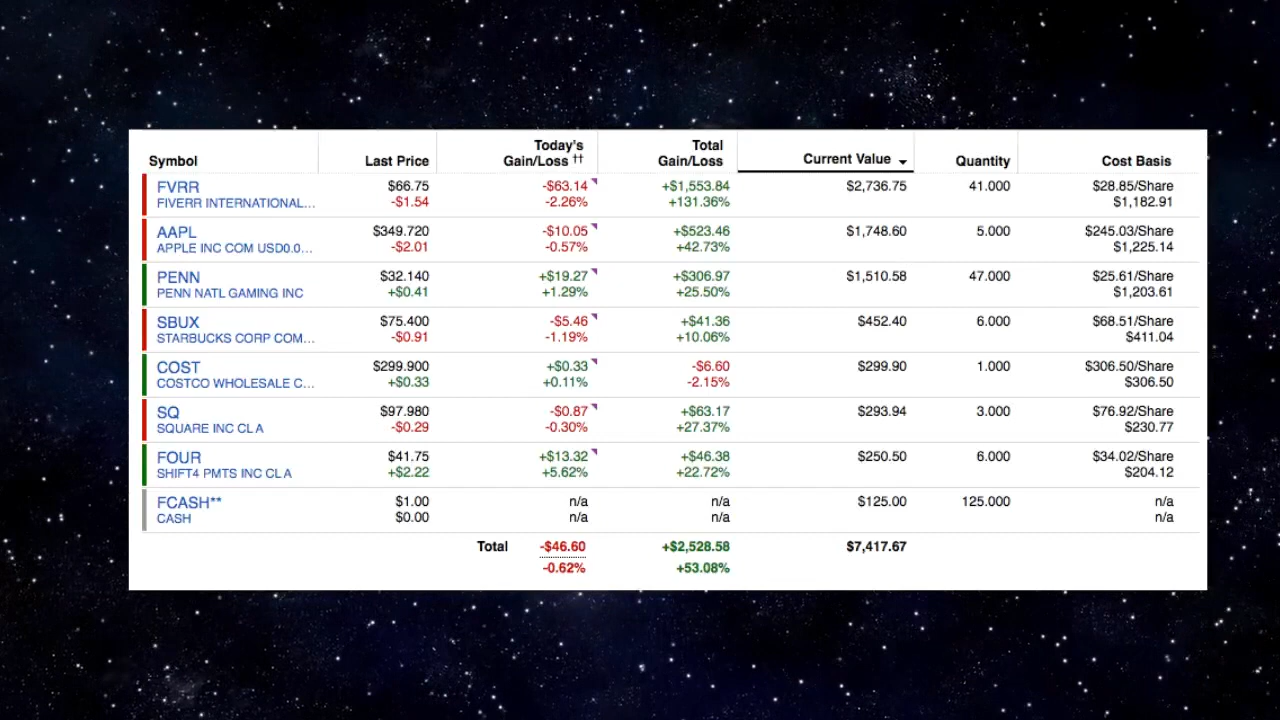 Symbol Last Price Today's Gain/Loss †† Total Gain/Loss Current Value Quantity Cost Basis
FVRR $66.75 -$63.14 +$1,553.84 $2,736.75 41.000 $28.85/Share
FIVERR INTERNATIONAL... -$1.54 -2.26% +131.36% $1,182.91
AAPL $349.720 -$10.05 +$523.46 $1,748.60 5.000 $245.03/Share
APPLE INC COM USD0.0... -$2.01 -0.57% +42.73% $1,225.14
PENN $32.140 +$19.27 +$306.97 $1,510.58 47.000 $25.61/Share
PENN NATL GAMING INC +$0.41 +1.29% +25.50% $1,203.61
SBUX $75.400 -$5.46 +$41.36 $452.40 6.000 $68.51/Share
STARBUCKS CORP COM... -$0.91 -1.19% +10.06% $411.04
COST $299.900 +$0.33 -$6.60 $299.90 1.000 $306.50/Share
COSTCO WHOLESALE C... +$0.33 +0.11% -2.15% $306.50
SQ $97.980 -$0.87 +$63.17 $293.94 3.000 $76.92/Share
SQUARE INC CL A -$0.29 -0.30% +27.37% $230.77
FOUR $41.75 +$13.32 +$46.38 $250.50 6.000 $34.02/Share
SHIFT4 PMTS INC CL A +$2.22 +5.62% +22.72% $204.12
FCASH** $1.00 n/a n/a $125.00 125.000 n/a
CASH $0.00 n/a n/a n/a
Total -$46.60 +$2,528.58 $7,417.67
-0.62% +53.08%